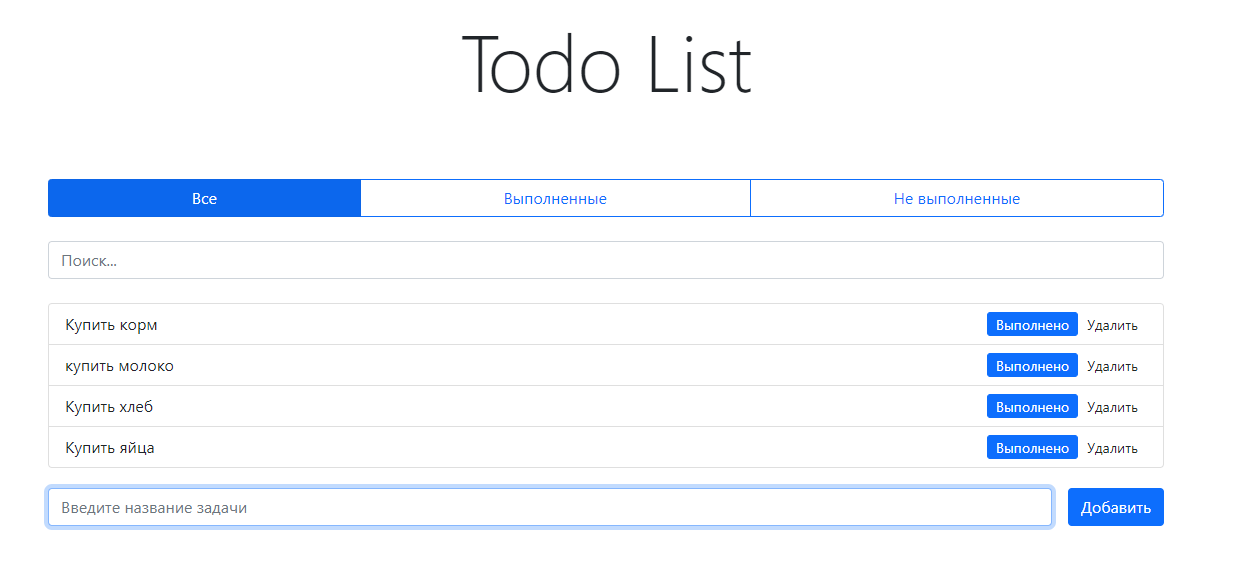 Todo List
Все Выполненные Не выполненные
Поиск...
Купить корм Выполнено Удалить
купить молоко Выполнено Удалить
Купить хлеб Выполнено Удалить
Купить яйца Выполнено Удалить
Введите название задачи Добавить